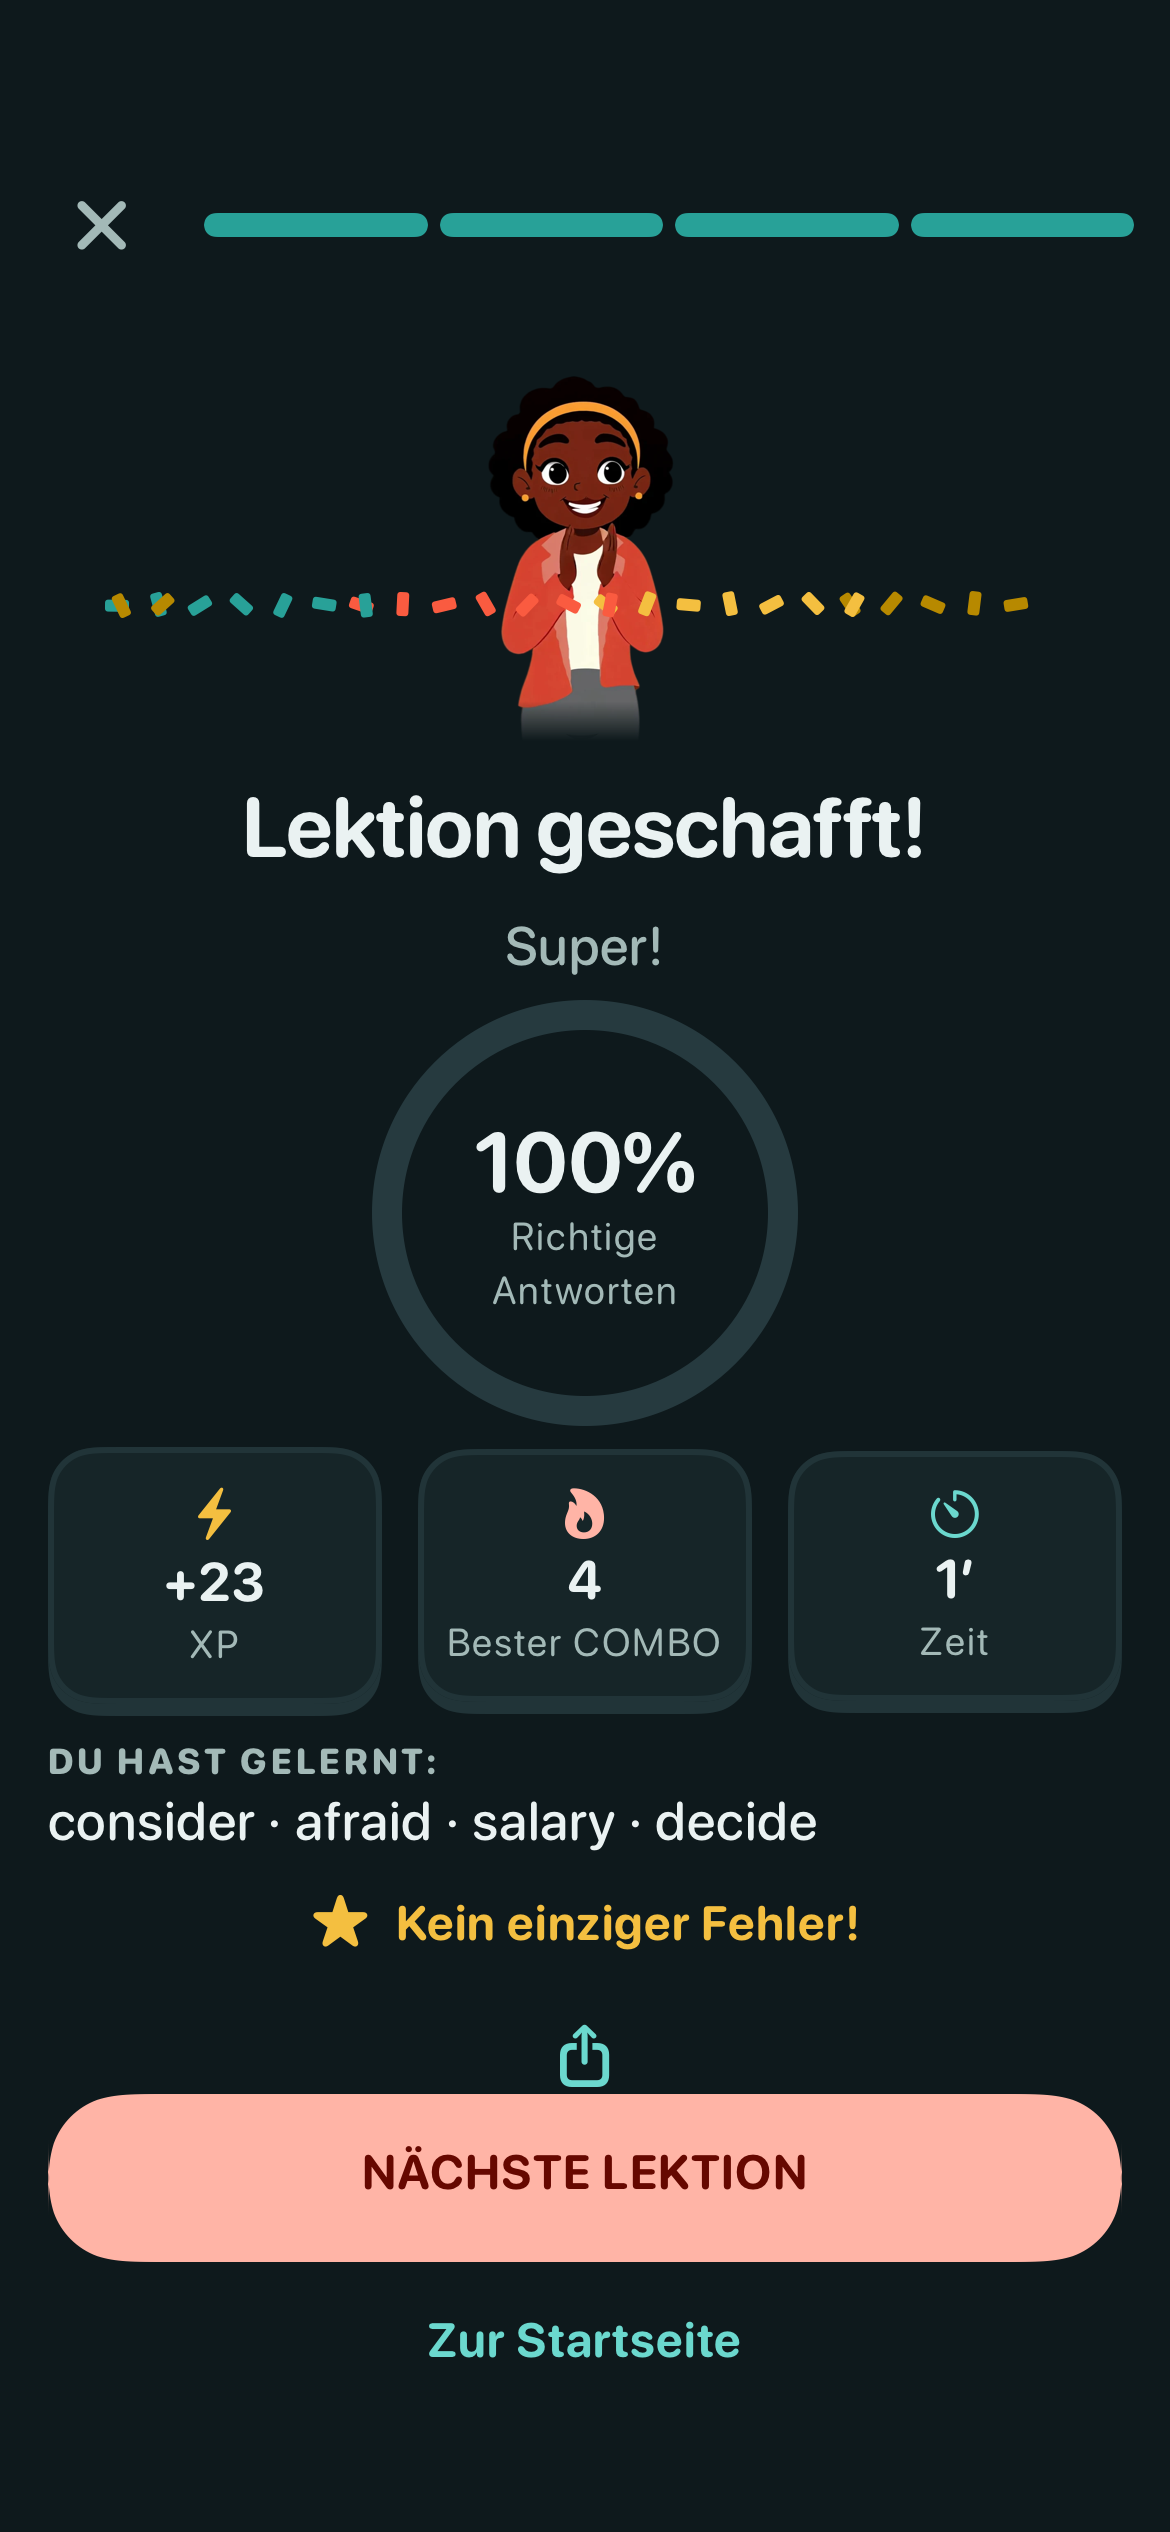 Lektion geschafft!
Super!
100%
Richtige
Antworten
+23
XP
4
Bester COMBO
1′
Zeit
DU HAST GELERNT:
consider · afraid · salary · decide
Kein einziger Fehler!
NÄCHSTE LEKTION
Zur Startseite